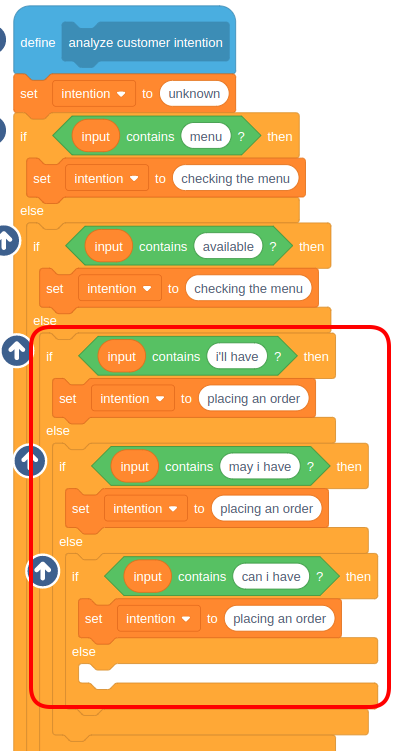 define analyze customer intention
set intention to unknown
if input contains menu ? then
set intention to checking the menu
else
if input contains available ? then
set intention to checking the menu
else
if input contains i'll have ? then
set intention to placing an order
else
if input contains may i have ? then
set intention to placing an order
else
if input contains can i have ? then
set intention to placing an order
else